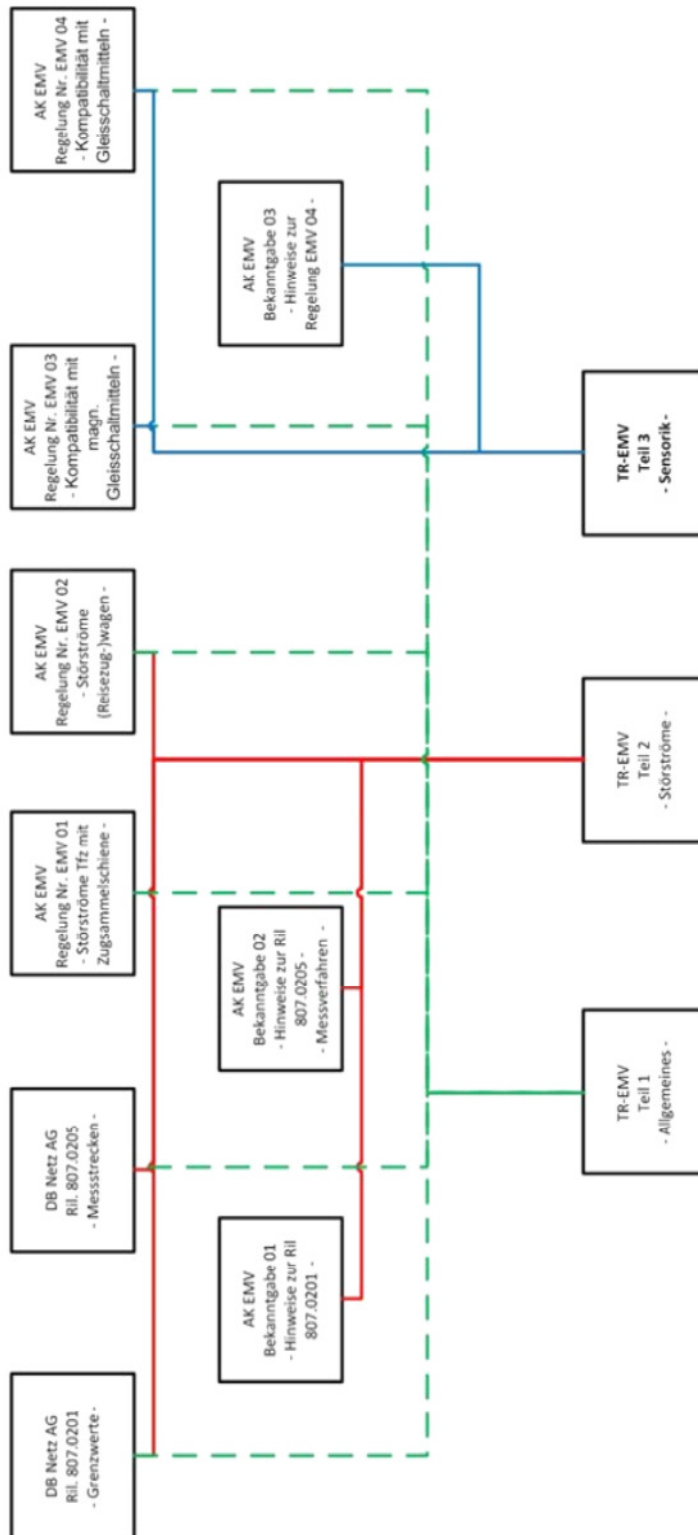 DB Netz AG
Ril. 807.0201
- Grenzwerte -
DB Netz AG
Ril. 807.0205
- Messstrecken -
AK EMV
Regelung Nr. EMV 01
- Störströme Tfz mit
Zugsammelschiene -
AK EMV
Regelung Nr. EMV 02
- Störströme
(Reisezug-)wagen -
AK EMV
Regelung Nr. EMV 03
- Kompatibilität mit
magn.
Gleisschaltmitteln -
AK EMV
Regelung Nr. EMV 04
- Kompatibilität mit
Gleisschaltmitteln -
AK EMV
Bekanntgabe 01
- Hinweise zur Ril
807.0201 -
AK EMV
Bekanntgabe 02
- Hinweise zur Ril
807.0205 -
- Messverfahren -
AK EMV
Bekanntgabe 03
- Hinweise zur
Regelung EMV 04 -
TR-EMV
Teil 1
- Allgemeines -
TR-EMV
Teil 2
- Störströme -
TR-EMV
Teil 3
- Sensorik -